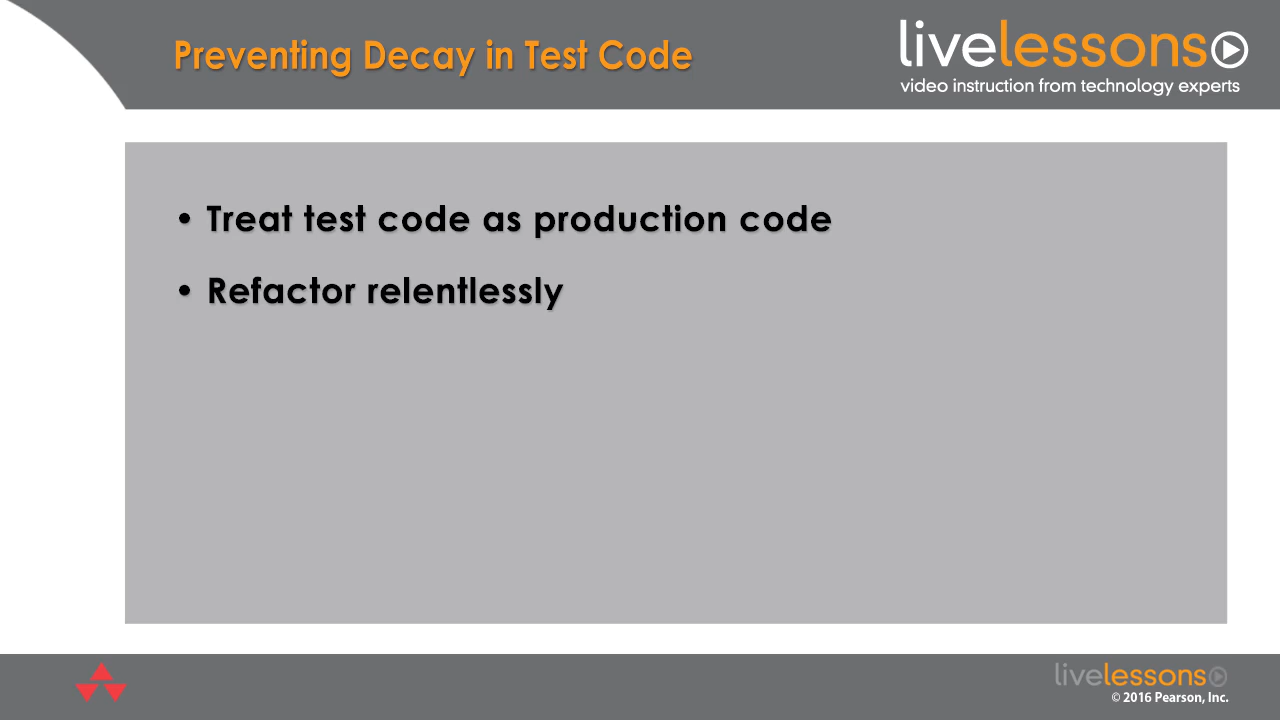 Preventing Decay in Test Code
livelessons
video instruction from technology experts
• Treat test code as production code
• Refactor relentlessly
livelessons
© 2016 Pearson, Inc.